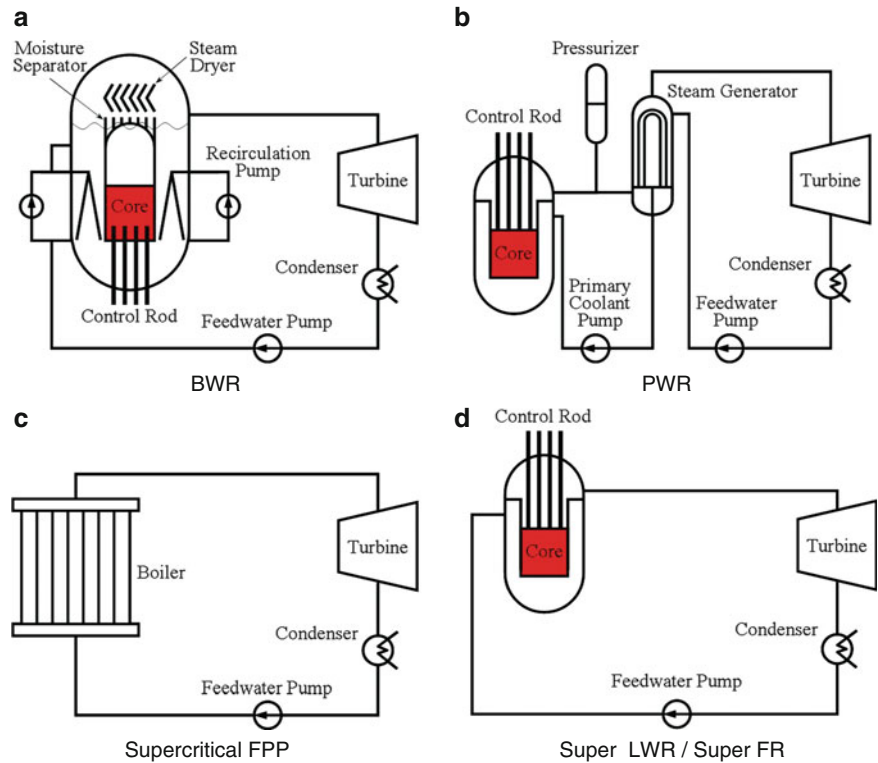 a
Moisture
Separator
Steam
Dryer
Recirculation
Pump
Core
Turbine
Condenser
Control Rod
Feedwater Pump
BWR
b
Pressurizer
Steam Generator
Control Rod
Core
Turbine
Primary
Coolant
Pump
Condenser
Feedwater
Pump
PWR
c
Boiler
Turbine
Condenser
Feedwater Pump
Supercritical FPP
d
Control Rod
Core
Turbine
Condenser
Feedwater Pump
Super LWR / Super FR